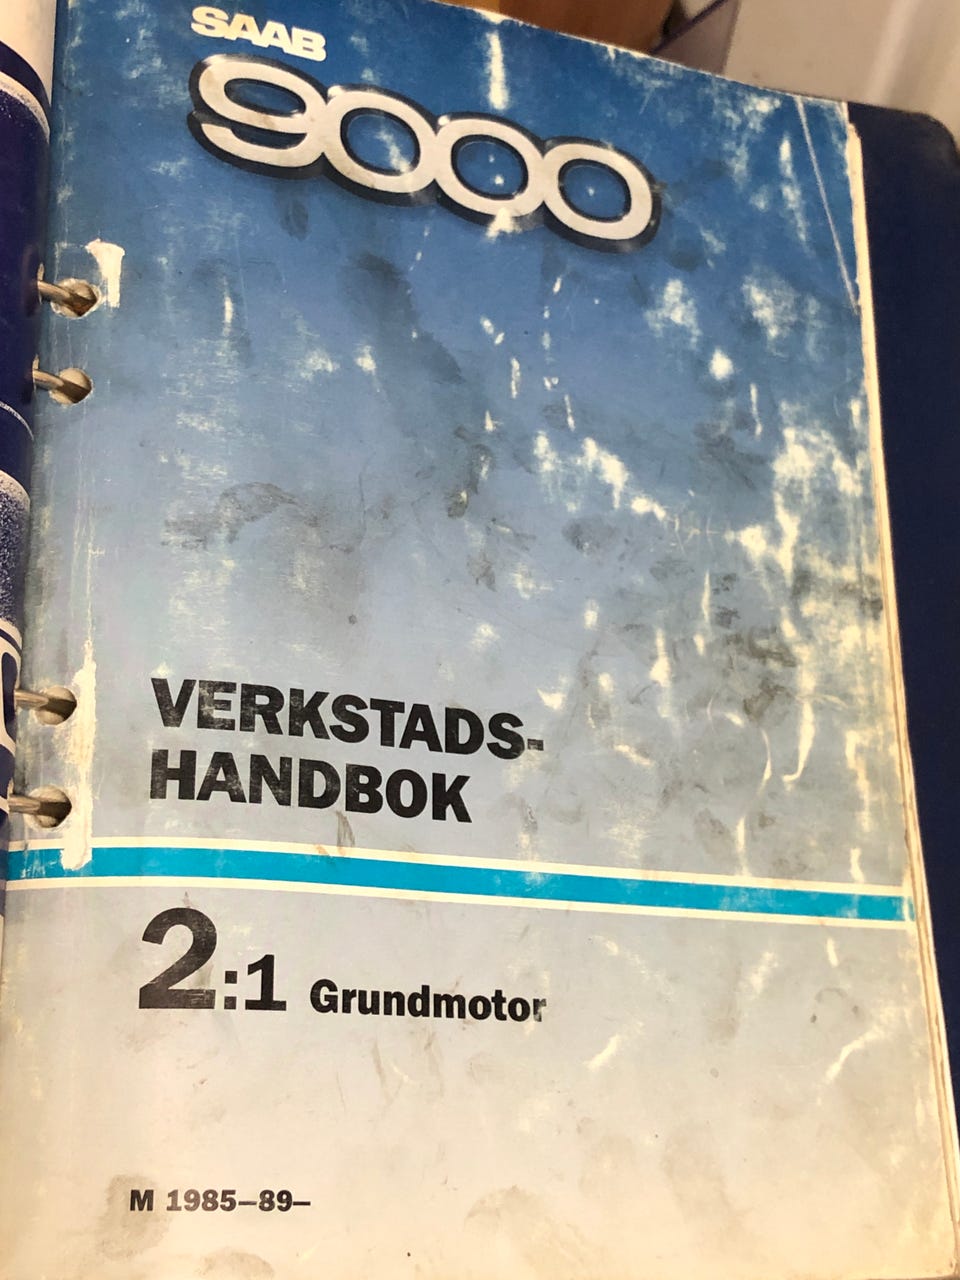 SAAB
9000
VERKSTADS-
HANDBOK
2:1 Grundmotor
M 1985–89–